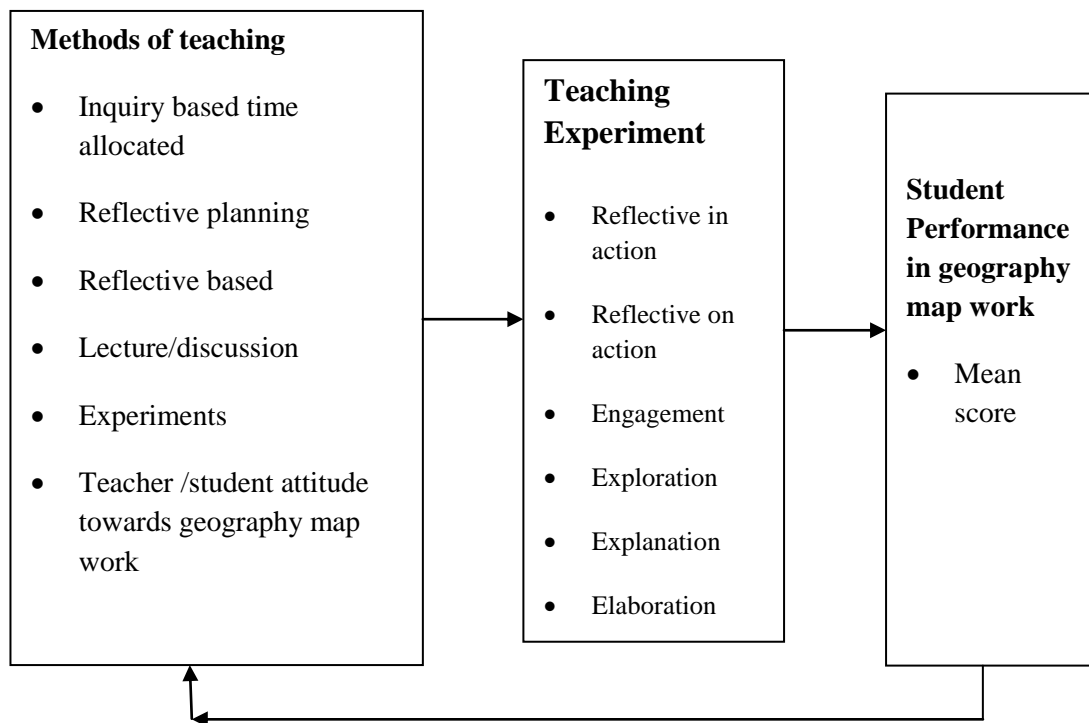 Methods of teaching
• Inquiry based time
allocated
• Reflective planning
• Reflective based
• Lecture/discussion
• Experiments
• Teacher /student attitude
towards geography map
work
Teaching
Experiment
• Reflective in
action
• Reflective on
action
• Engagement
• Exploration
• Explanation
• Elaboration
Student
Performance
in geography
map work
• Mean
score